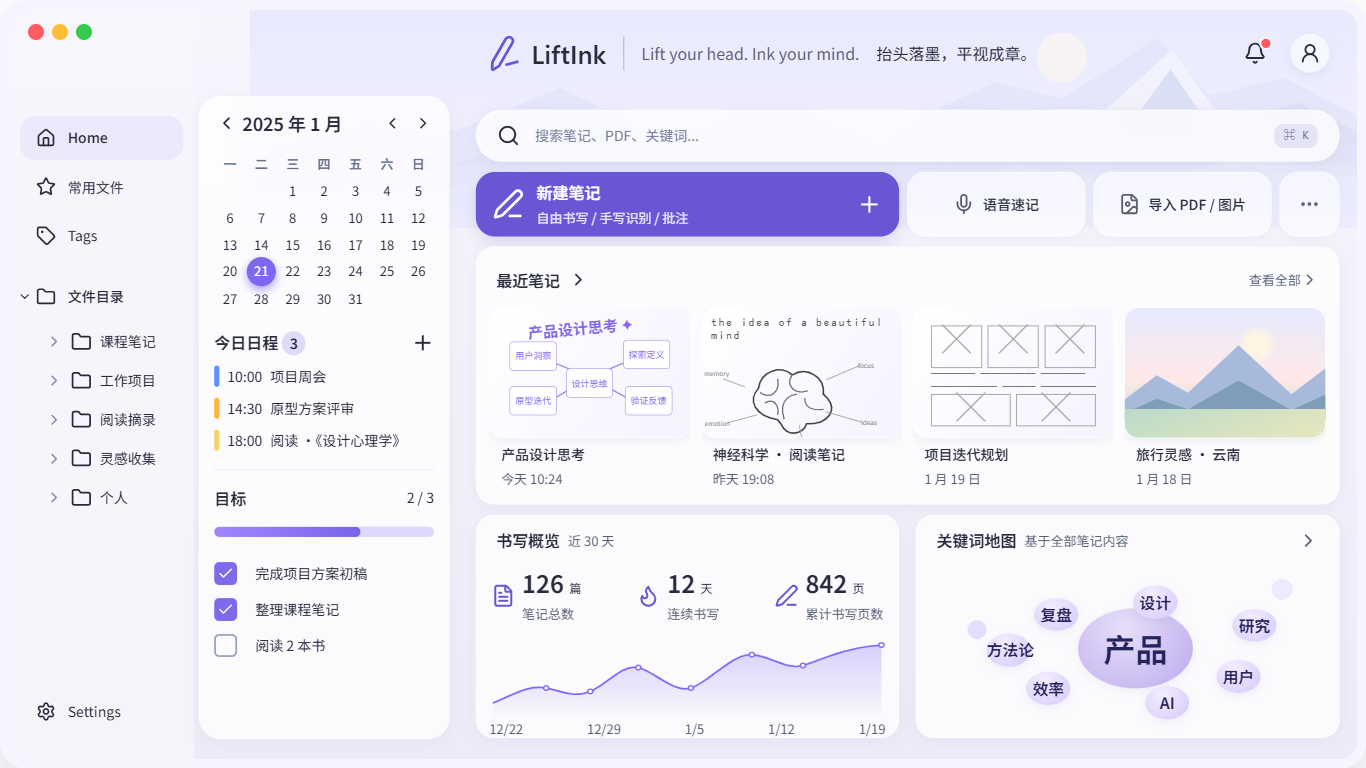 LiftInk
Lift your head. Ink your mind. 抬头落墨，平视成章。
Home
常用文件
Tags
文件目录
课程笔记
工作项目
阅读摘录
灵感收集
个人
Settings
2025 年 1 月
一 二 三 四 五 六 日
1 2 3 4 5
6 7 8 9 10 11 12
13 14 15 16 17 18 19
20 21 22 23 24 25 26
27 28 29 30 31
今日日程 3
10:00 项目周会
14:30 原型方案评审
18:00 阅读 ·《设计心理学》
目标 2 / 3
完成项目方案初稿
整理课程笔记
阅读 2 本书
搜索笔记、PDF、关键词... ⌘ K
新建笔记
自由书写 / 手写识别 / 批注
语音速记
导入 PDF / 图片
最近笔记
查看全部
产品设计思考
用户洞察
探索定义
设计思维
原型迭代
验证反馈
产品设计思考
今天 10:24
the idea of a beautiful
mind
memory
focus
emotion
ideas
神经科学 · 阅读笔记
昨天 19:08
项目迭代规划
1 月 19 日
旅行灵感 · 云南
1 月 18 日
书写概览 近 30 天
126 篇
笔记总数
12 天
连续书写
842 页
累计书写页数
12/22 12/29 1/5 1/12 1/19
关键词地图 基于全部笔记内容
设计
复盘
研究
方法论
产品
用户
效率
AI